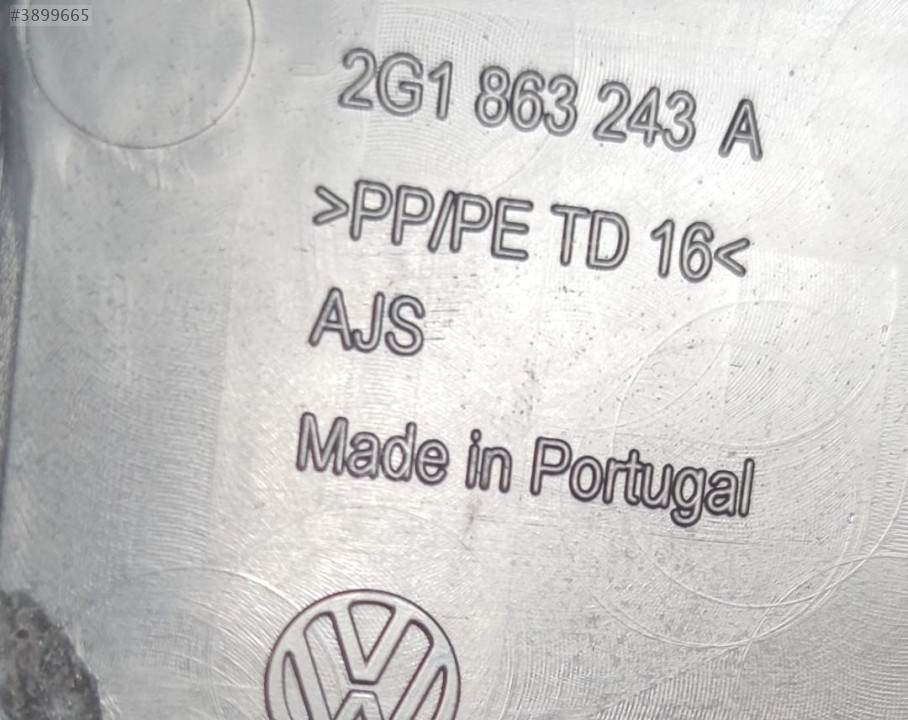 #3899665
2G1 863 243 A
>PP/PE TD 16<
AJS
Made in Portugal